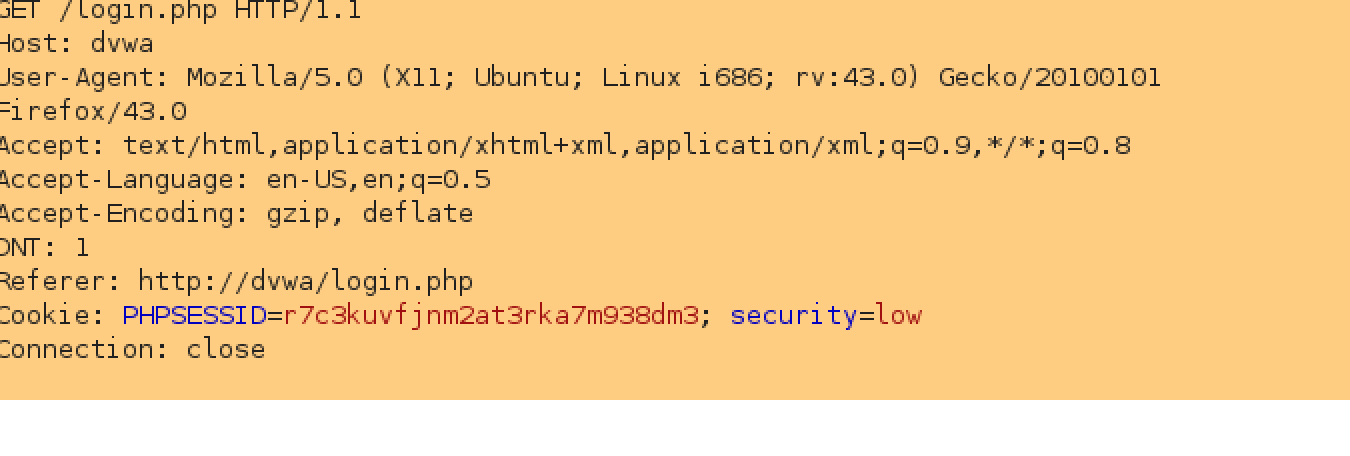 GET /login.php HTTP/1.1
Host: dvwa
User-Agent: Mozilla/5.0 (X11; Ubuntu; Linux i686; rv:43.0) Gecko/20100101
Firefox/43.0
Accept: text/html,application/xhtml+xml,application/xml;q=0.9,*/*;q=0.8
Accept-Language: en-US,en;q=0.5
Accept-Encoding: gzip, deflate
DNT: 1
Referer: http://dvwa/login.php
Cookie: PHPSESSID=r7c3kuvfjnm2at3rka7m938dm3; security=low
Connection: close